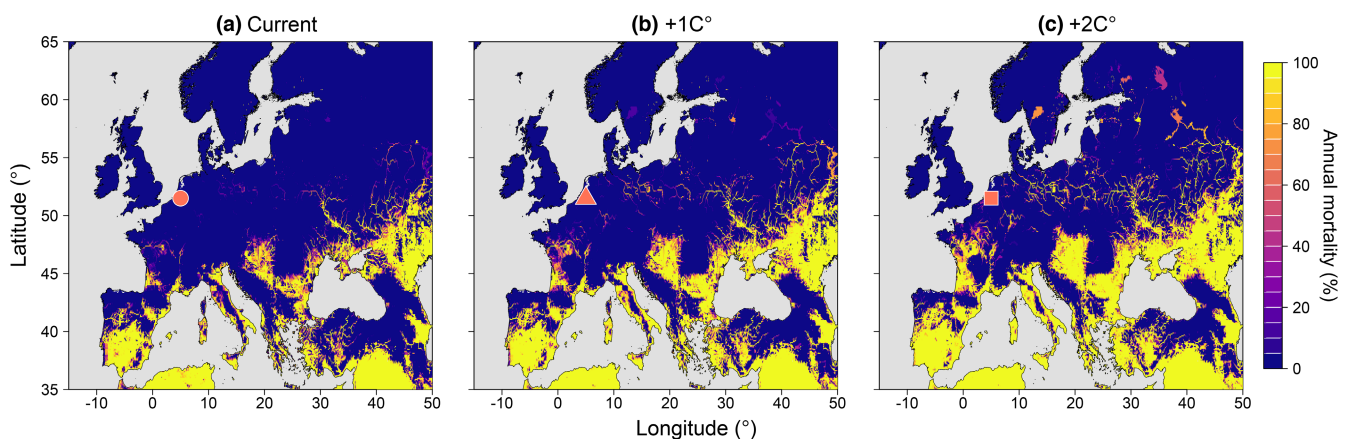 (a) Current
(b) +1C°
(c) +2C°
Latitude (°)
65
60
55
50
45
40
35
-10 0 10 20 30 40 50
-10 0 10 20 30 40 50
-10 0 10 20 30 40 50
Longitude (°)
100
80
60
40
20
0
Annual mortality (%)